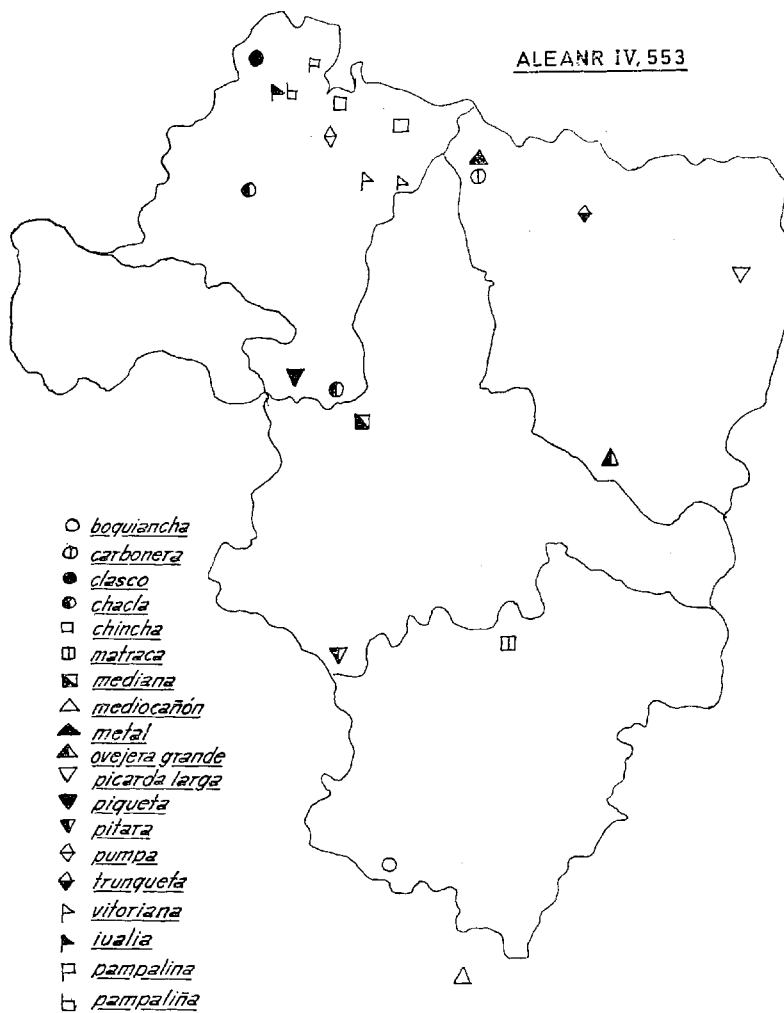 ALEANR IV, 553
boquiancha
carbonera
clasco
chacla
chincha
matraca
mediana
mediocañón
metal
ovejera grande
picarda larga
piqueta
pitara
pumpa
trunqueta
vitoriana
iualia
pampalina
pampaliña